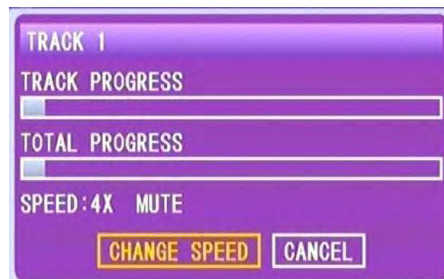 TRACK 1
TRACK PROGRESS
TOTAL PROGRESS
SPEED:4X MUTE
CHANGE SPEED CANCEL